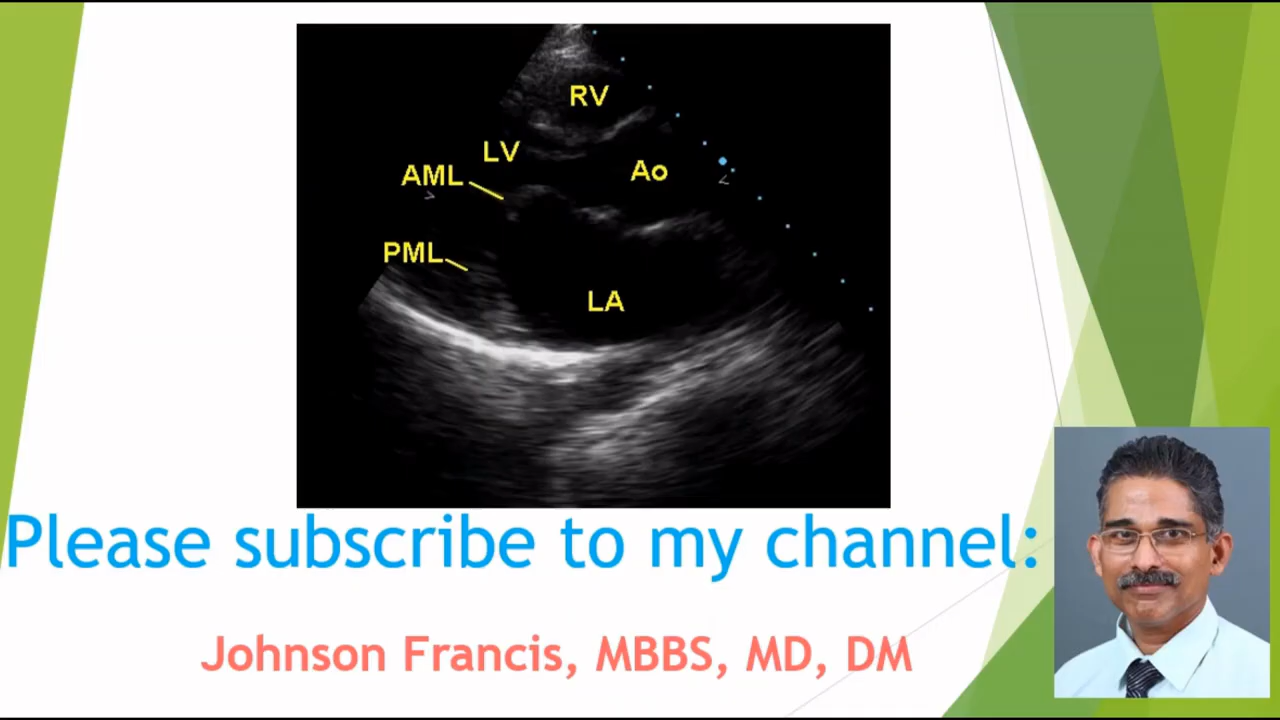 RV
LV
Ao
AML
PML
LA
Please subscribe to my channel:
Johnson Francis, MBBS, MD, DM